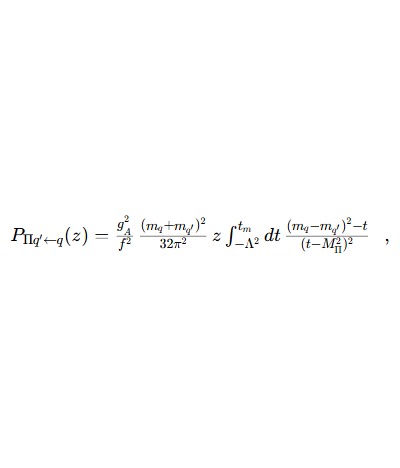 P_{\Pi q' \leftarrow q}(z) = \frac{g_A^2}{f^2} \frac{(m_q+m_{q'})^2}{32\pi^2} z \int_{-\Lambda^2}^{t_m} dt \frac{(m_q-m_{q'})^2-t}{(t-M_\Pi^2)^2} ,